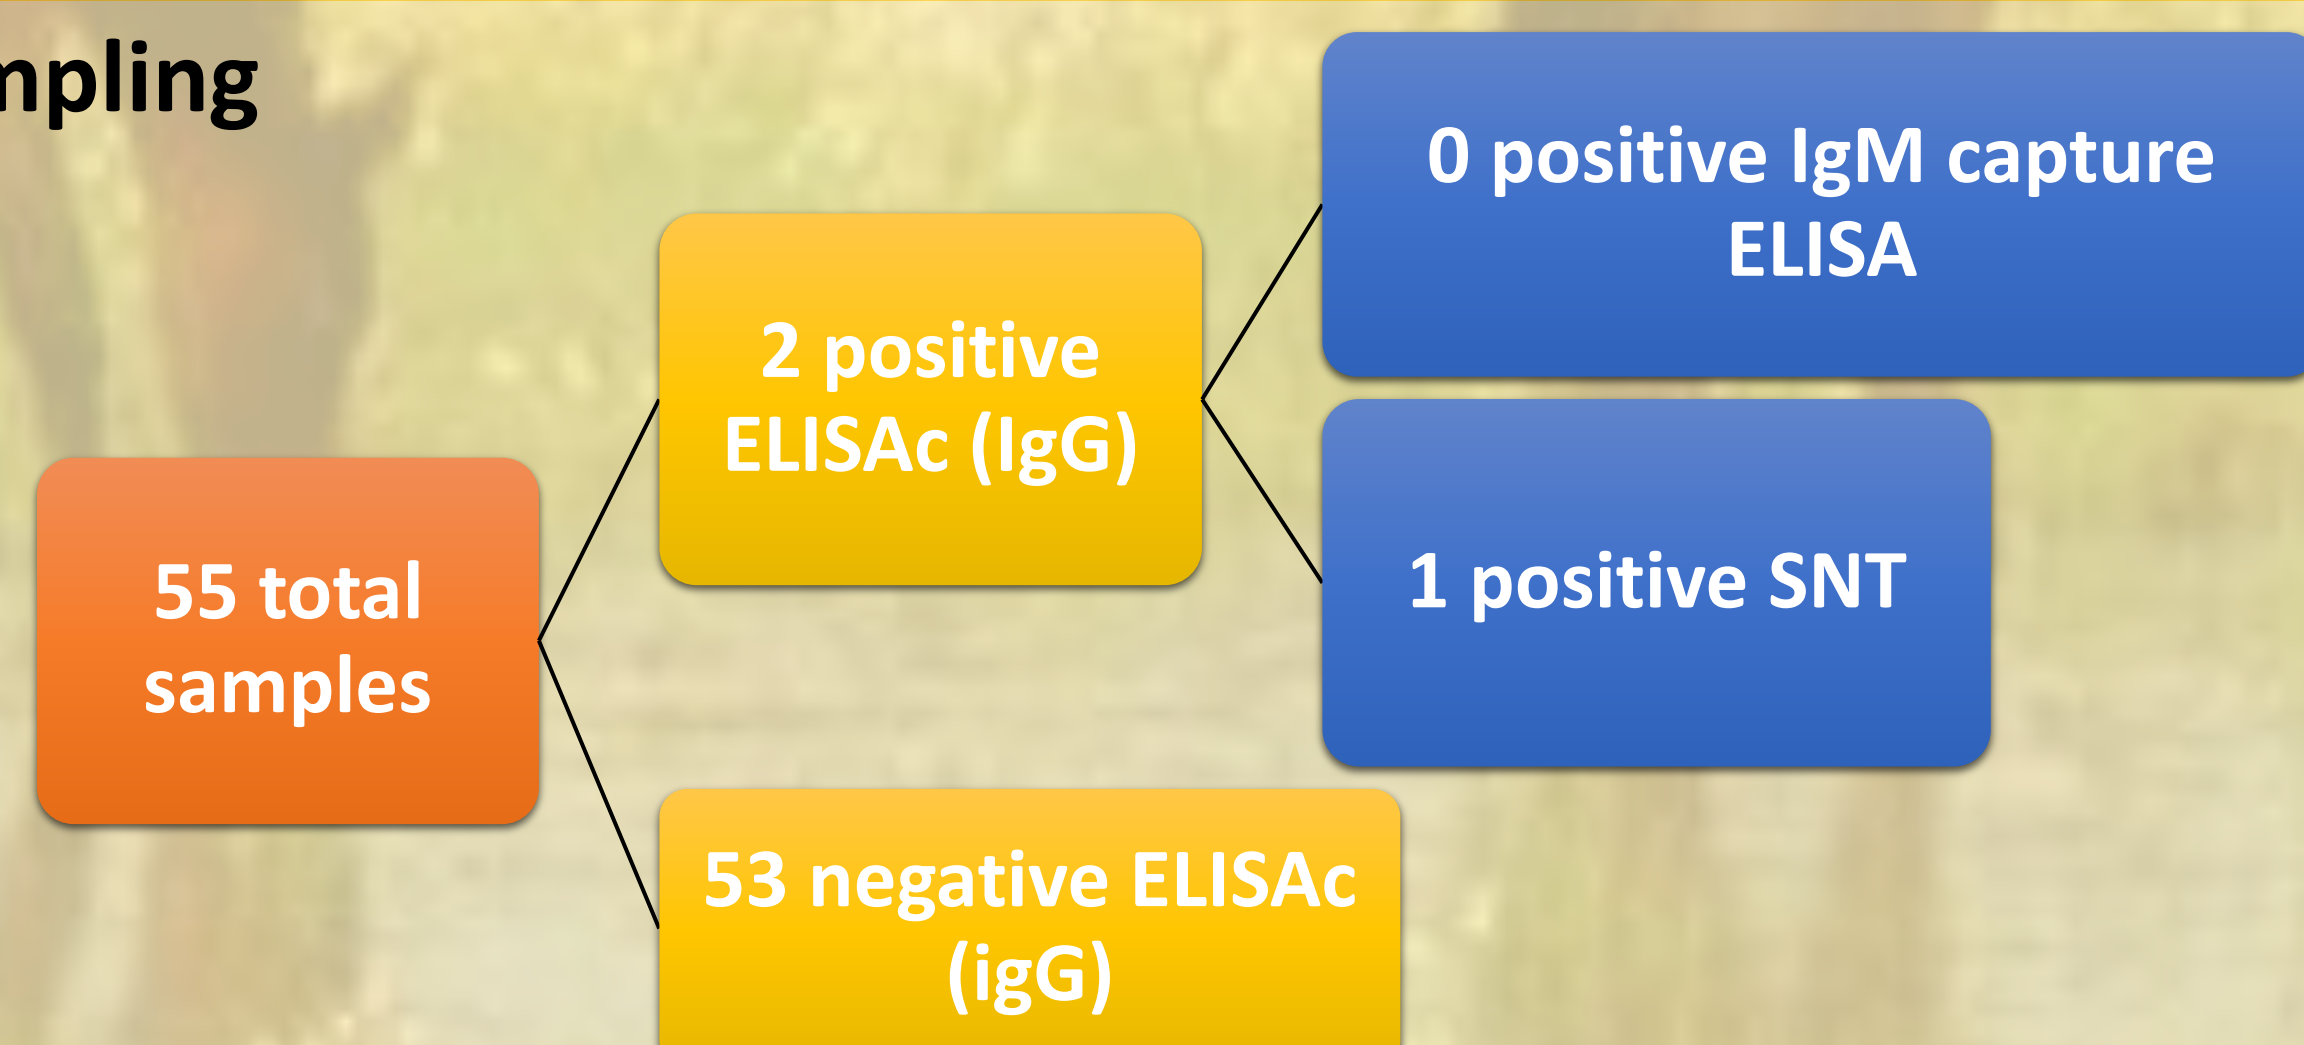 mpling
0 positive IgM capture
ELISA
2 positive
ELISAc (IgG)
1 positive SNT
55 total
samples
53 negative ELISAc
(igG)